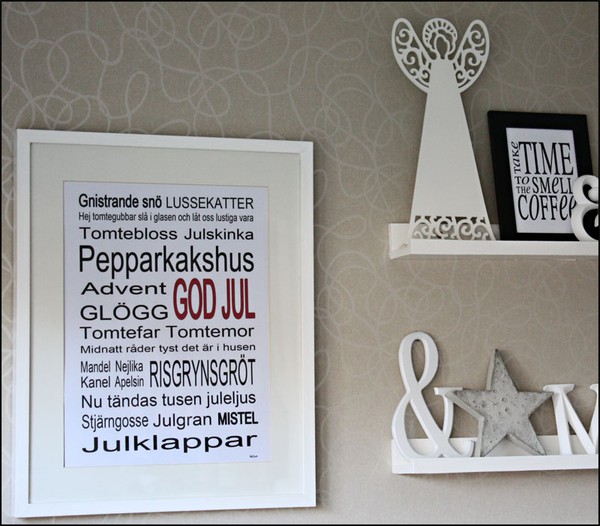 Gnistrande snö LUSSEKATTER
Hej tomtegubbar slå i glasen och låt oss lustiga vara
Tomtebloss Julskinka
Pepparkakshus
Advent GOD JUL
GLÖGG
Tomtefar Tomtemor
Midnatt råder tyst det är i husen
Mandel Nejlika RISGRYNSGRÖT
Kanel Apelsin
Nu tändas tusen juleljus
Stjärngosse Julgran MISTEL
Julklappar
take TIME
TO THE SMELL
COFFEE
&
& M